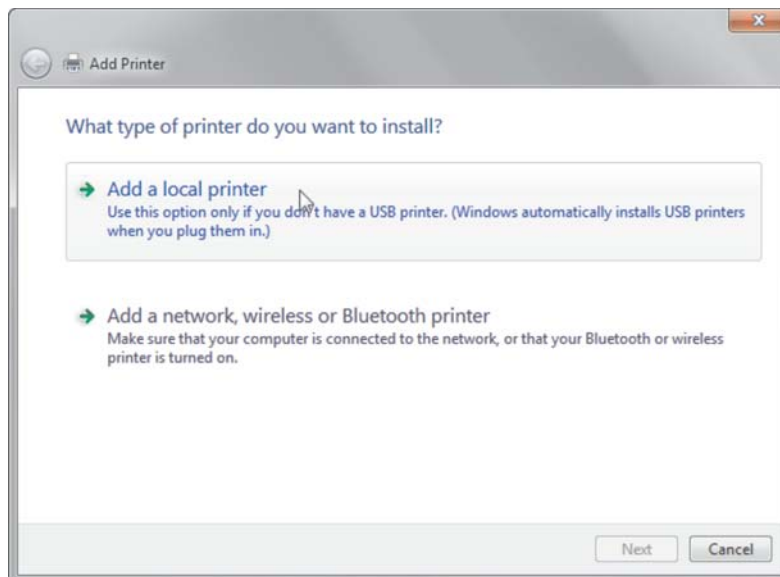 Add Printer
What type of printer do you want to install?
Add a local printer
Use this option only if you don't have a USB printer. (Windows automatically installs USB printers
when you plug them in.)
Add a network, wireless or Bluetooth printer
Make sure that your computer is connected to the network, or that your Bluetooth or wireless
printer is turned on.
Next
Cancel